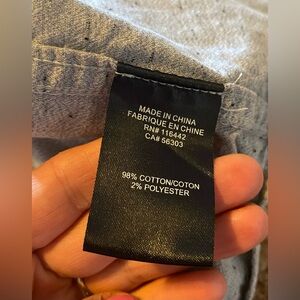 MADE IN CHINA
FABRIQUE EN CHINE
RN# 116442
CA# 56303
98% COTTON/COTON
2% POLYESTER